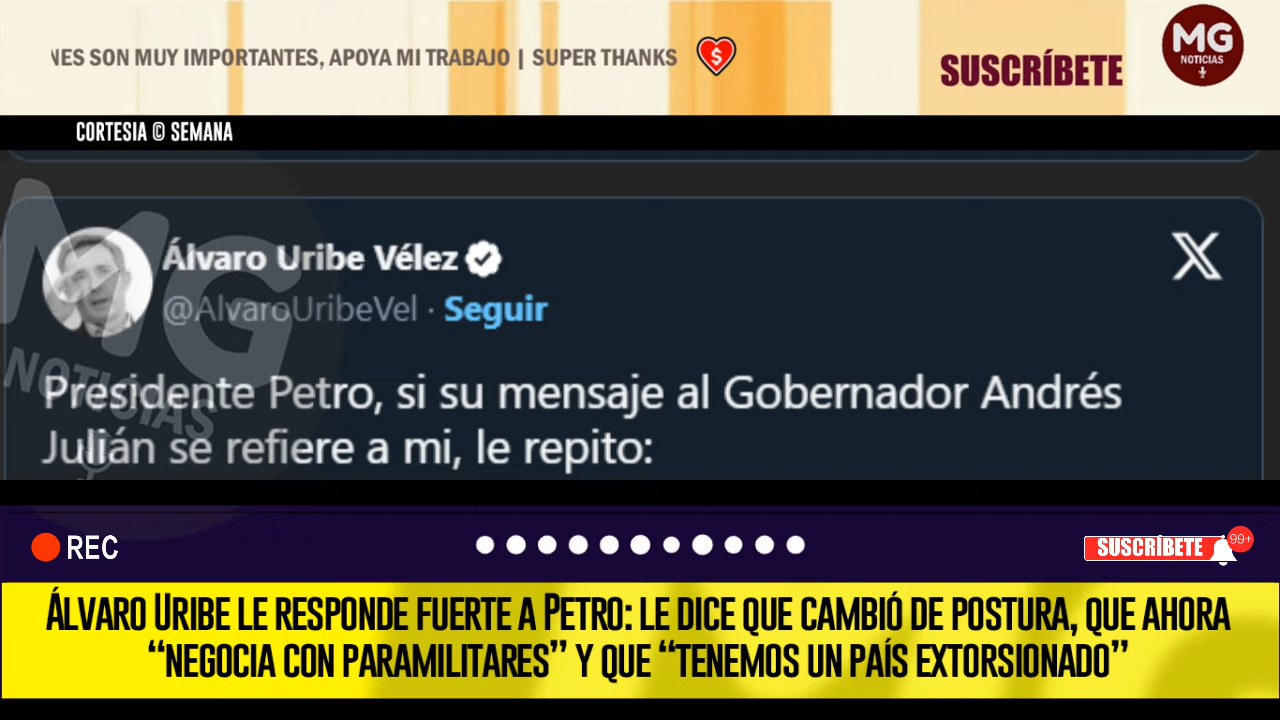 NES SON MUY IMPORTANTES, APOYA MI TRABAJO | SUPER THANKS
SUSCRÍBETE
MG
NOTICIAS
CORTESIA © SEMANA
Álvaro Uribe Vélez
@AlvaroUribeVel · Seguir
Presidente Petro, si su mensaje al Gobernador Andrés
Julián se refiere a mi, le repito:
MG
NOTICIAS
REC
SUSCRÍBETE
99+
ÁLVARO URIBE LE RESPONDE FUERTE A PETRO: LE DICE QUE CAMBIÓ DE POSTURA, QUE AHORA
“NEGOCIA CON PARAMILITARES” Y QUE “TENEMOS UN PAÍS EXTORSIONADO”